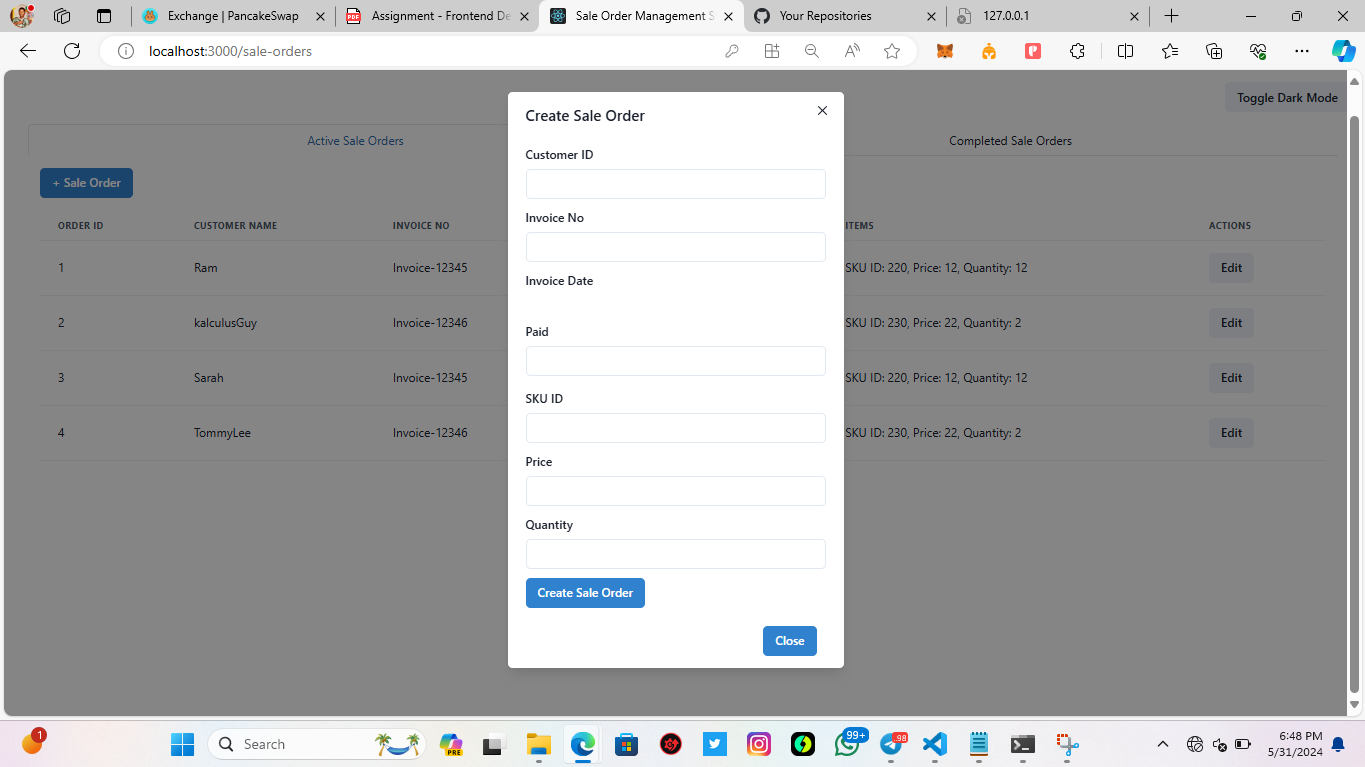 Exchange | PancakeSwap
Assignment - Frontend De
Sale Order Management S
Your Repositories
127.0.0.1
localhost:3000/sale-orders
Toggle Dark Mode
Active Sale Orders
Completed Sale Orders
+ Sale Order
ORDER ID CUSTOMER NAME INVOICE NO ITEMS ACTIONS
1 Ram Invoice-12345 SKU ID: 220, Price: 12, Quantity: 12 Edit
2 kalculusGuy Invoice-12346 SKU ID: 230, Price: 22, Quantity: 2 Edit
3 Sarah Invoice-12345 SKU ID: 220, Price: 12, Quantity: 12 Edit
4 TommyLee Invoice-12346 SKU ID: 230, Price: 22, Quantity: 2 Edit
Create Sale Order
Customer ID
Invoice No
Invoice Date
Paid
SKU ID
Price
Quantity
Create Sale Order
Close
1
Search
PRE
99+
98
6:48 PM
5/31/2024